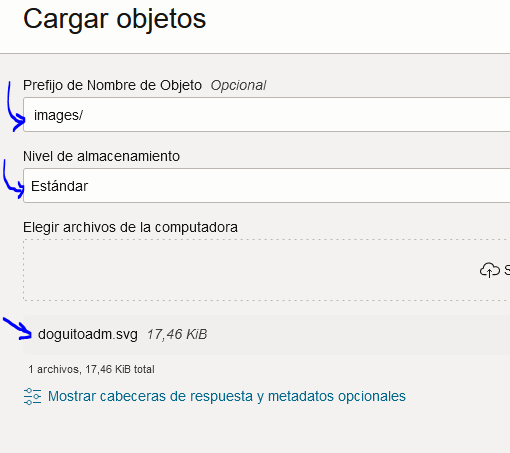 Cargar objetos
Prefijo de Nombre de Objeto Opcional
images/
Nivel de almacenamiento
Estándar
Elegir archivos de la computadora
doguitoadm.svg 17,46 KiB
1 archivos, 17,46 KiB total
Mostrar cabeceras de respuesta y metadatos opcionales